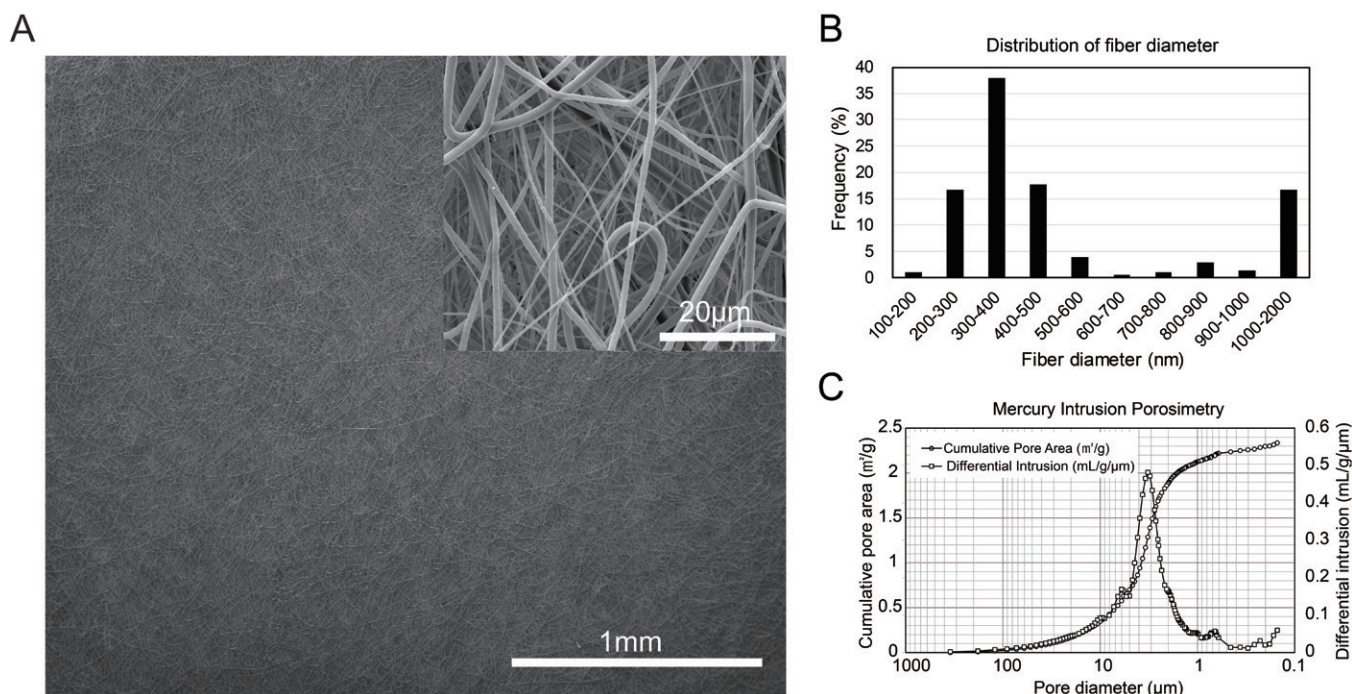 A
20μm
1mm
B
Distribution of fiber diameter
Frequency (%)
40
35
30
25
20
15
10
5
0
100-200
200-300
300-400
400-500
500-600
600-700
700-800
800-900
900-1000
1000-2000
Fiber diameter (nm)
C
Mercury Intrusion Porosimetry
Cumulative pore area (m²/g)
2.5
2
1.5
1
0.5
0
Cumulative Pore Area (m²/g)
Differential Intrusion (mL/g/μm)
0.6
0.5
0.4
0.3
0.2
0.1
0
Differential intrusion (mL/g/μm)
1000
100
10
1
0.1
Pore diameter (μm)